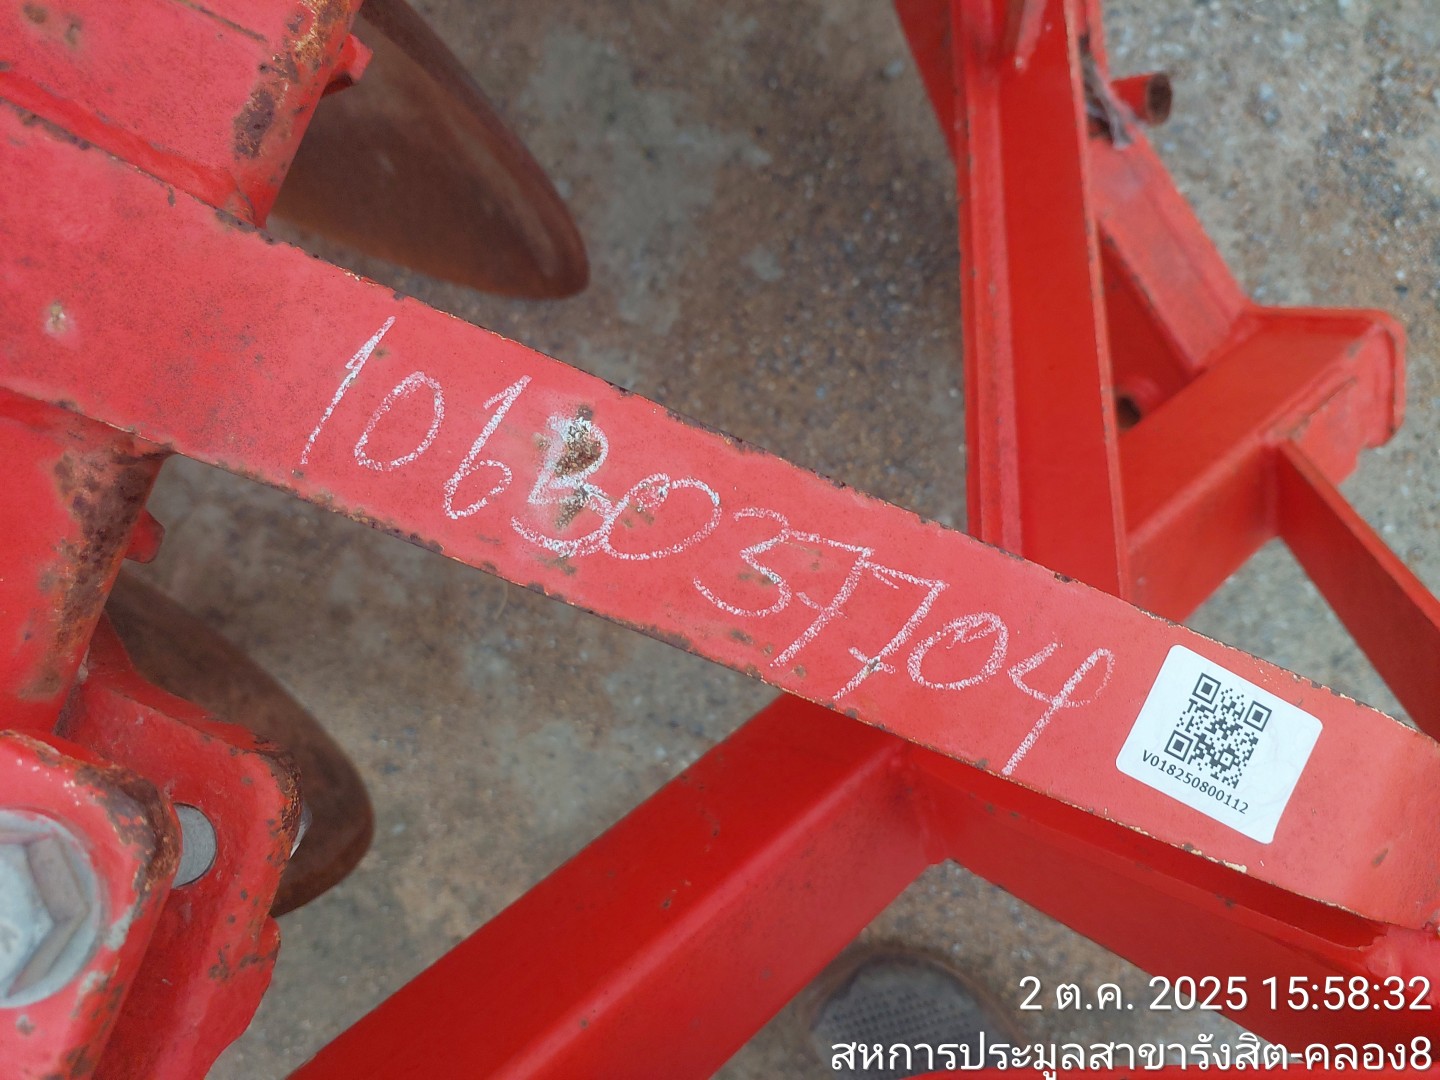 106B037704
V018250800112
2 ต.ค. 2025 15:58:32
สหการประมูลสาขารังสิต-คลอง8